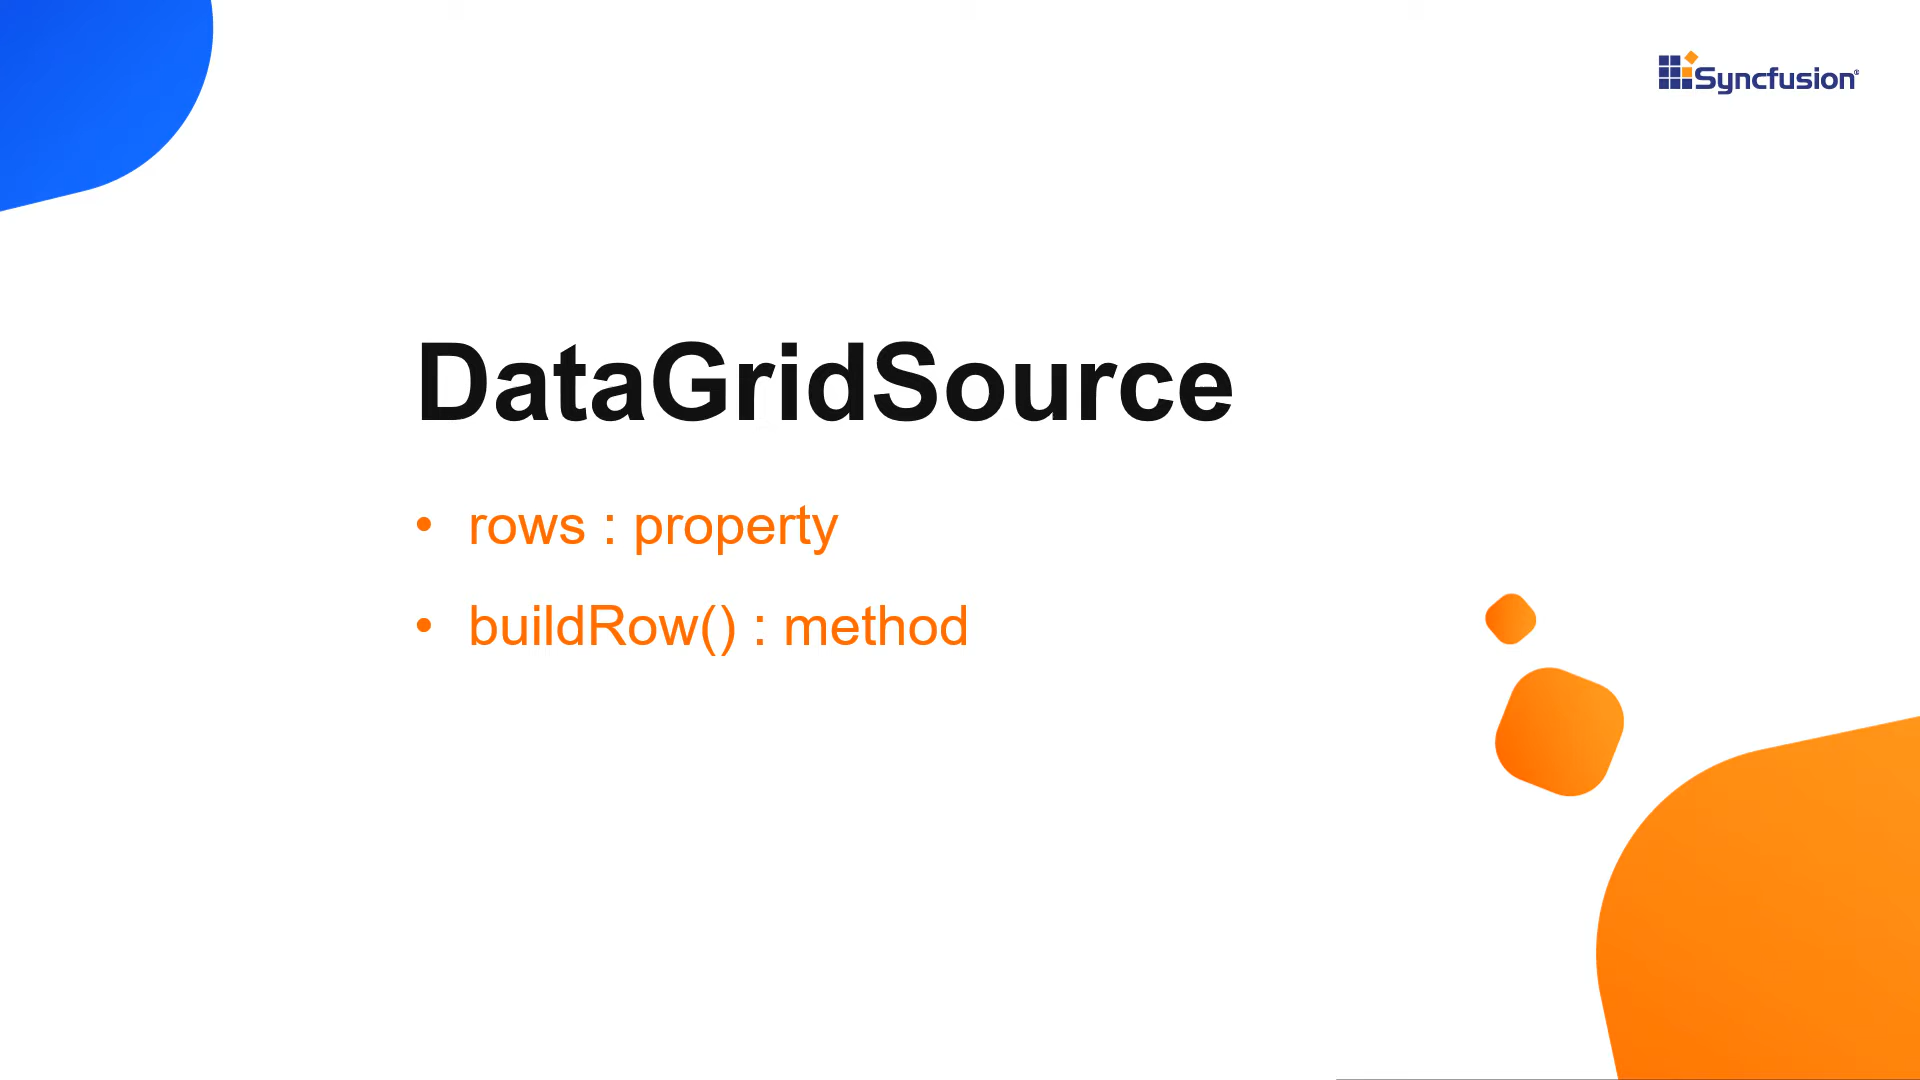 Syncfusion®
DataGridSource
• rows : property
• buildRow() : method